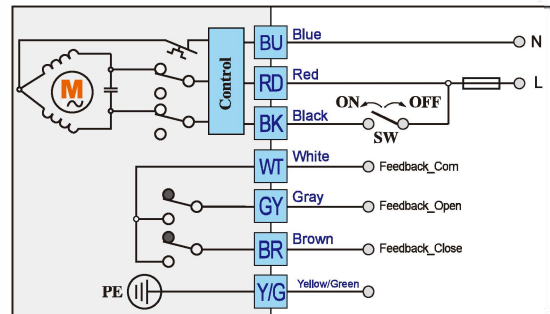 BU Blue N
RD Red L
Control
M
BK Black ON OFF
SW
WT White Feedback_Com
GY Gray Feedback_Open
BR Brown Feedback_Close
PE Y/G Yellow/Green